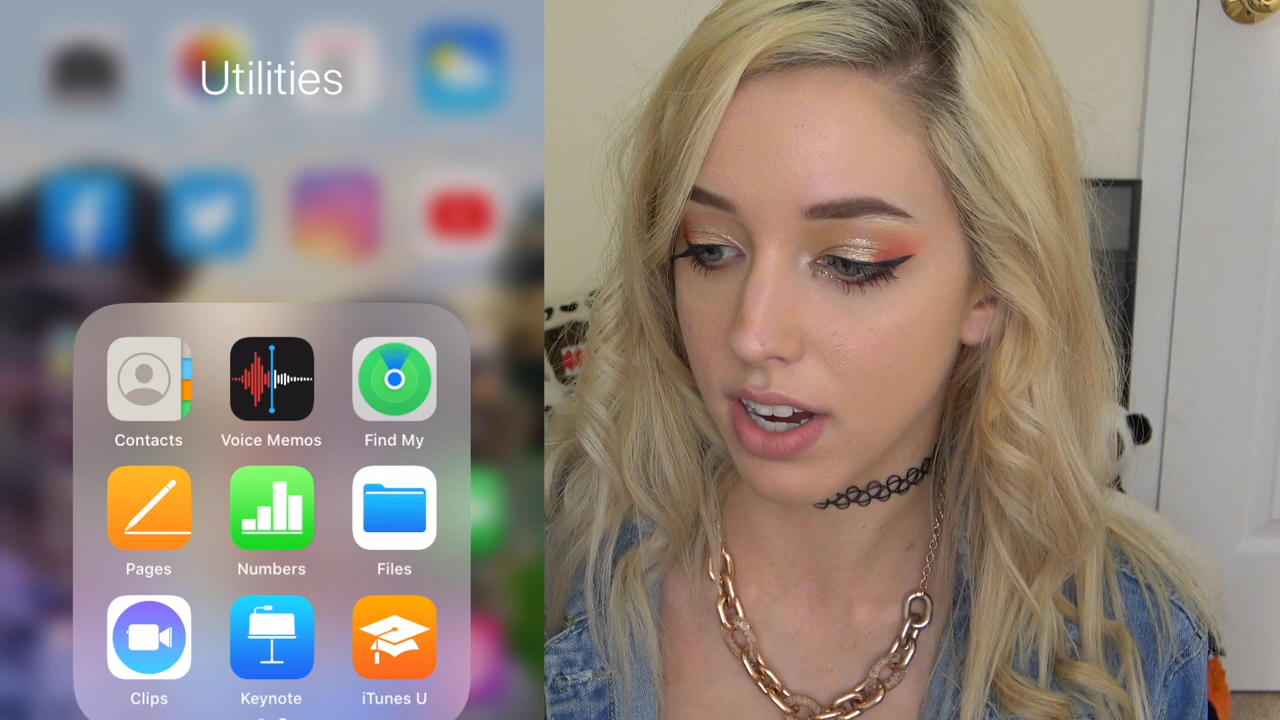 Utilities
Contacts Voice Memos Find My
Pages Numbers Files
Clips Keynote iTunes U